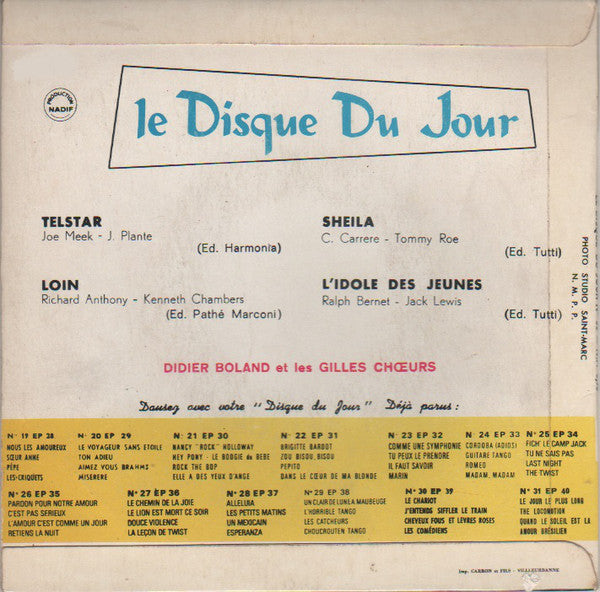 PRODUCTION
NADIF
le Disque Du Jour
TELSTAR
Joe Meek - J. Plante
(Ed. Harmonia)
SHEILA
C. Carrere - Tommy Roe
(Ed. Tutti)
LOIN
Richard Anthony - Kenneth Chambers
(Ed. Pathé Marconi)
L'IDOLE DES JEUNES
Ralph Bernet - Jack Lewis
(Ed. Tutti)
PHOTO STUDIO SAINT-MARC
N. M. P. P.
DIDIER BOLAND et les GILLES CHŒURS
Dansez avec votre "Disque du Jour" Déjà parus :
N° 19 EP 28
NOUS LES AMOUREUX
SŒUR ANNE
PÉPÉ
LES-CRIQUETS
N° 20 EP 29
LE VOYAGEUR SANS ETOILE
TON ADIEU
AIMEZ VOUS BRAHMS
MISERERE
N° 21 EP 30
NANCY "ROCK" HOLLOWAY
HEY PONY - LE BOOGIE du BEBE
ROCK THE BOP
ELLE A DES YEUX D'ANGE
N° 22 EP 31
BRIGITTE BARDOT
ZOU BISOU, BISOU
PEPITO
DANS LE CŒUR DE MA BLONDE
N° 23 EP 32
COMME UNE SYMPHONIE
TU PEUX LE PRENDRE
IL FAUT SAVOIR
MARIN
N° 24 EP 33
CORDOBA (ADIOS)
GUITARE TANGO
ROMEO
MADAM, MADAM
N° 25 EP 34
FICH' LE CAMP JACK
TU NE SAIS PAS
LAST NIGHT
THE TWIST
N° 26 EP 35
PARDON POUR NOTRE AMOUR
C'EST PAS SERIEUX
L'AMOUR C'EST COMME UN JOUR
RETIENS LA NUIT
N° 27 EP 36
LE CHEMIN DE LA JOIE
LE LION EST MORT CE SOIR
DOUCE VIOLENCE
LA LEÇON DE TWIST
N° 28 EP 37
ALLELUIA
LES PETITS MATINS
UN MEXICAIN
ESPERANZA
N° 29 EP 38
UN CLAIR DE LUNE A MAUBEUGE
L'HORRIBLE TANGO
LES CATCHEURS
CHOUCROUTEN TANGO
N° 30 EP 39
LE CHARIOT
J'ENTENDS SIFFLER LE TRAIN
CHEVEUX FOUS ET LÈVRES ROSES
LES COMÉDIENS
N° 31 EP 40
LE JOUR LE PLUS LONG
THE LOCOMOTION
QUAND LE SOLEIL EST LA
AMOUR BRÉSILIEN
Imp. CARRON et FILS - VILLEURBANNE